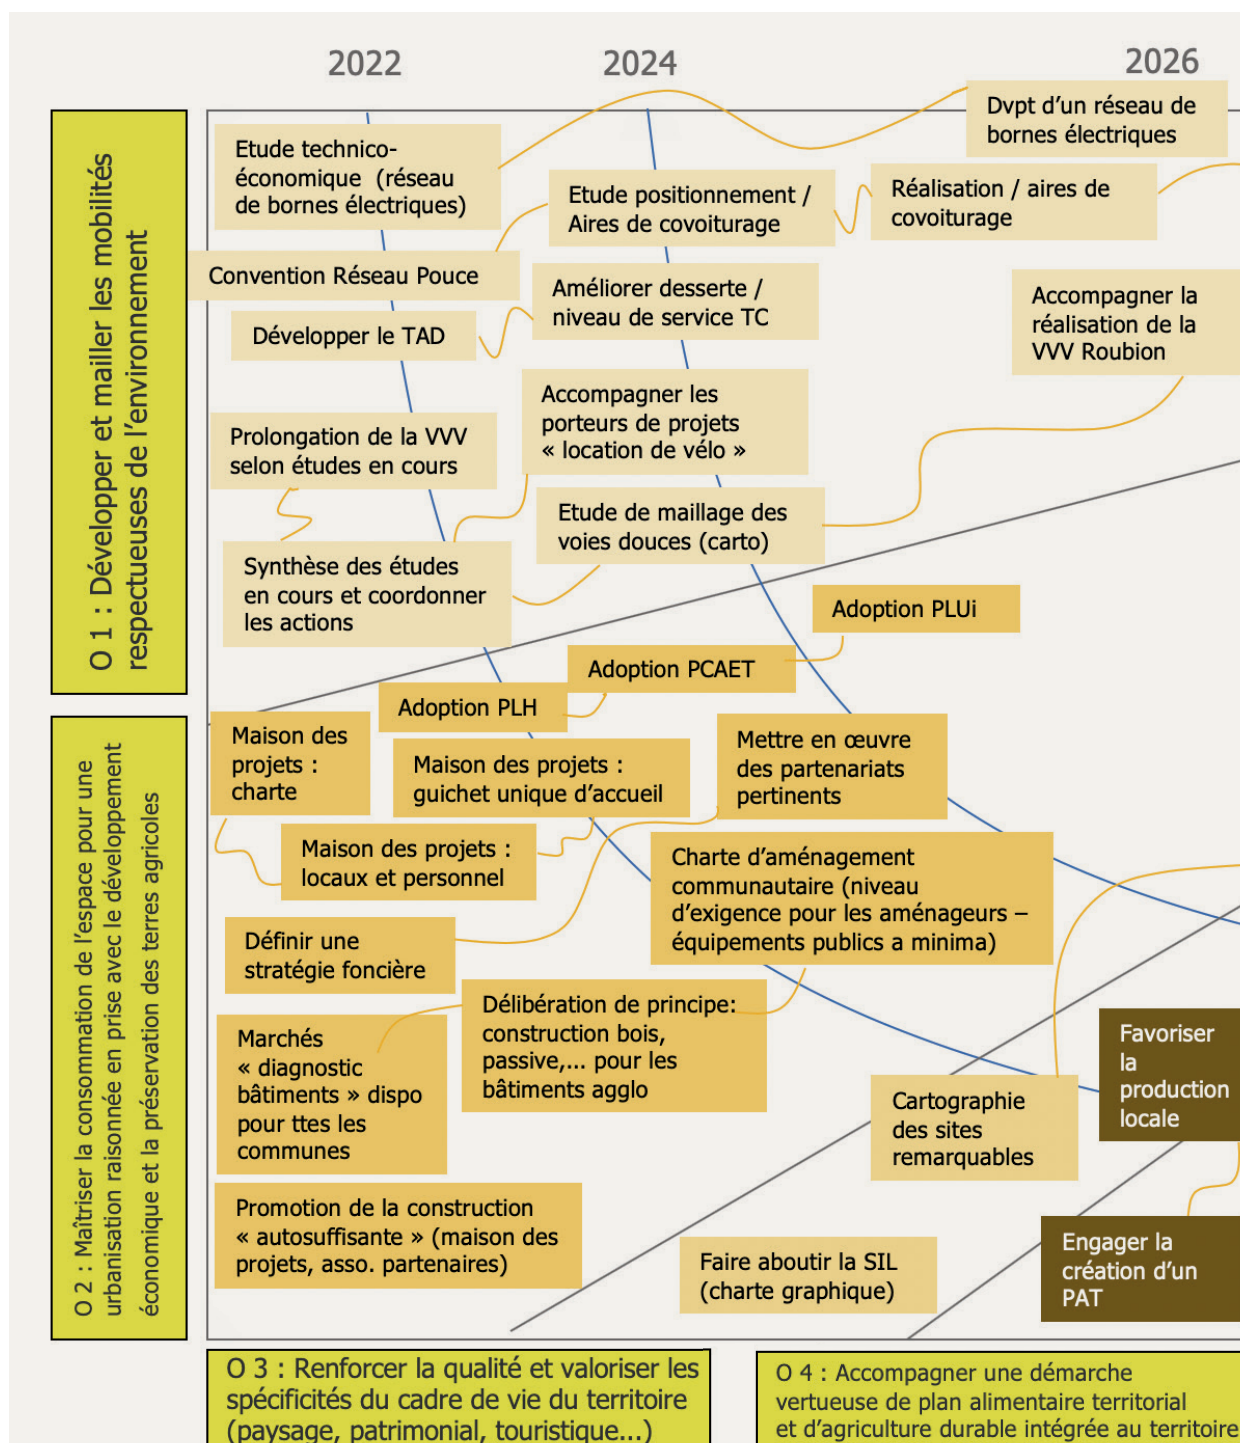 2022
2024
2026
O 1 : Développer et mailler les mobilités
respectueuses de l'environnement
Etude technico-
économique (réseau
de bornes électriques)
Dvpt d'un réseau de
bornes électriques
Etude positionnement /
Aires de covoiturage
Réalisation / aires de
covoiturage
Convention Réseau Pouce
Développer le TAD
Améliorer desserte /
niveau de service TC
Accompagner la
réalisation de la
VVV Roubion
Prolongation de la VVV
selon études en cours
Accompagner les
porteurs de projets
« location de vélo »
Etude de maillage des
voies douces (carto)
Synthèse des études
en cours et coordonner
les actions
O 2 : Maîtriser la consommation de l'espace pour une
urbanisation raisonnée en prise avec le développement
économique et la préservation des terres agricoles
Adoption PLUi
Adoption PCAET
Adoption PLH
Maison des
projets :
charte
Maison des projets :
guichet unique d'accueil
Mettre en œuvre
des partenariats
pertinents
Maison des projets :
locaux et personnel
Charte d'aménagement
communautaire (niveau
d'exigence pour les aménageurs –
équipements publics a minima)
Définir une
stratégie foncière
Délibération de principe:
construction bois,
passive,... pour les
bâtiments agglo
Marchés
« diagnostic
bâtiments » dispo
pour ttes les
communes
Promotion de la construction
« autosuffisante » (maison des
projets, asso. partenaires)
Cartographie
des sites
remarquables
Favoriser
la
production
locale
Faire aboutir la SIL
(charte graphique)
Engager la
création d'un
PAT
O 3 : Renforcer la qualité et valoriser les
spécificités du cadre de vie du territoire
(paysage, patrimonial, touristique...)
O 4 : Accompagner une démarche
vertueuse de plan alimentaire territorial
et d'agriculture durable intégrée au territoire